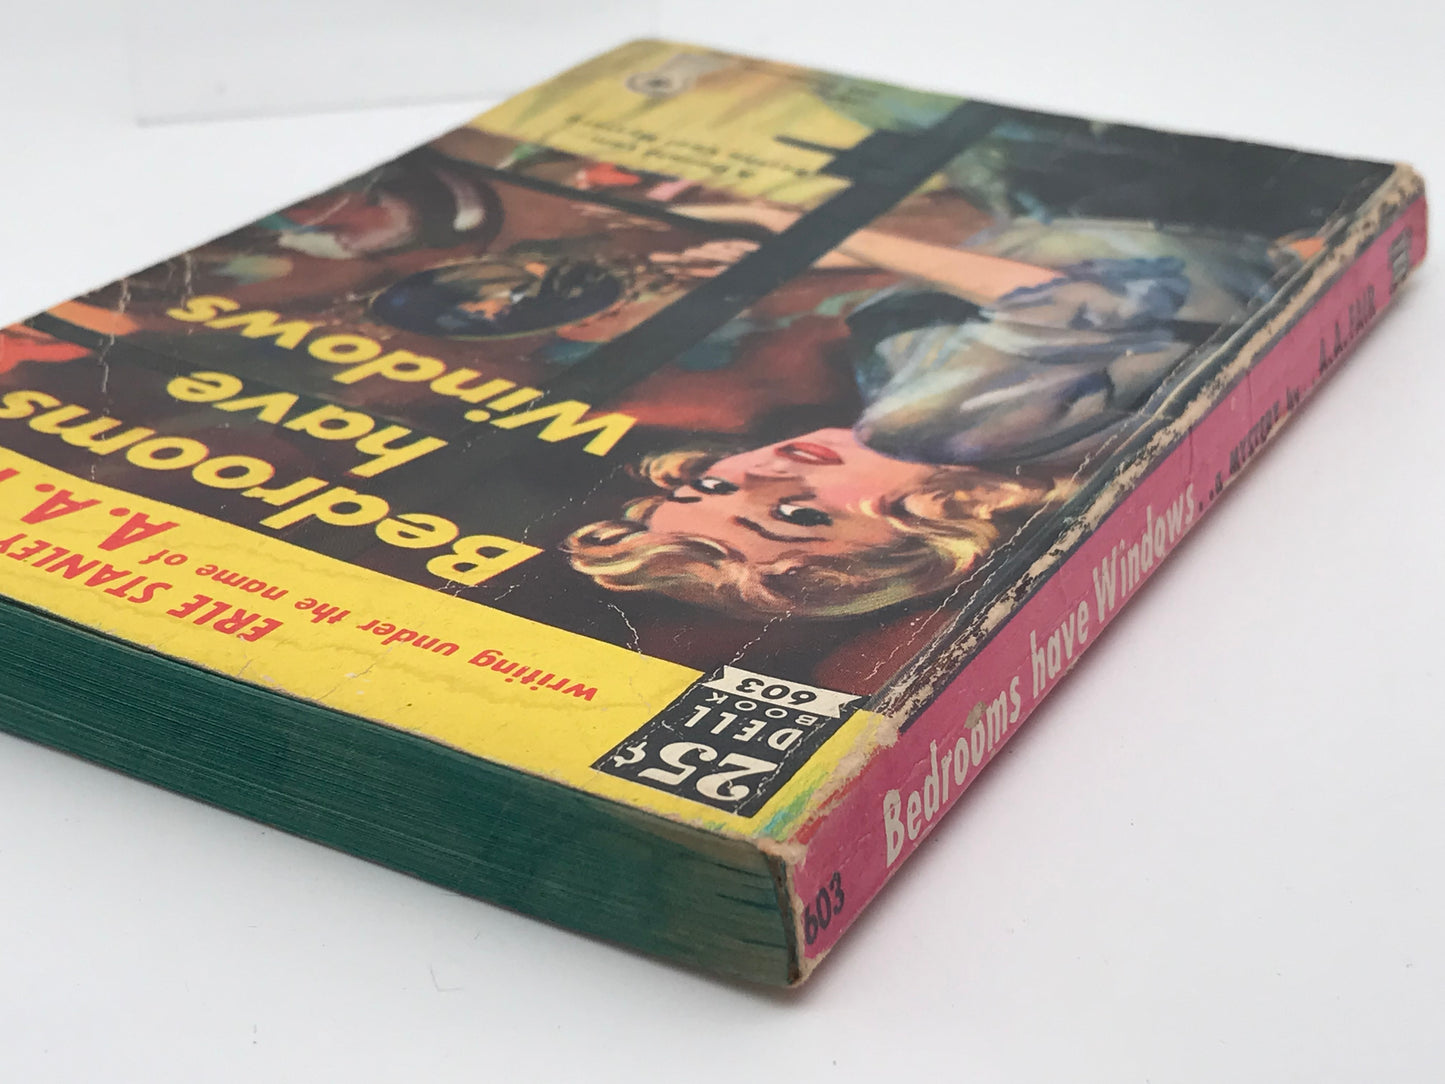 25¢
DELL
BOOK
603
ERLE STANLEY
writing under the name of A. A.
Bedrooms
have
Windows
603
Bedrooms have Windows...a MYSTERY by...A.A. FAIR